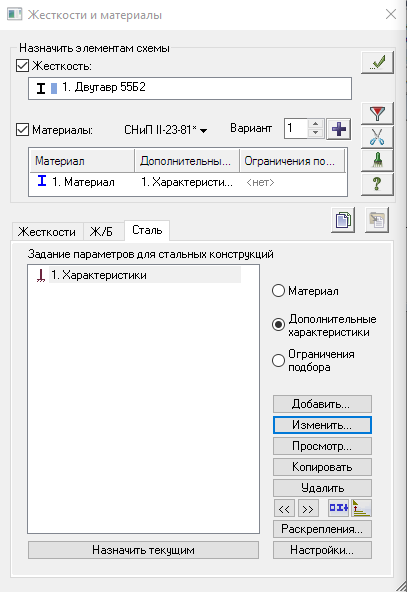 Жесткости и материалы
Назначить элементам схемы
Жесткость:
1. Двутавр 55Б2
Материалы: СНиП II-23-81* Вариант 1
Материал Дополнительны... Ограничения по...
1. Материал 1. Характеристи... <нет>
Жесткости Ж/Б Сталь
Задание параметров для стальных конструкций
1. Характеристики
Материал
Дополнительные
характеристики
Ограничения
подбора
Добавить...
Изменить...
Просмотр...
Копировать
Удалить
<< >>
Раскрепления...
Назначить текущим Настройки...